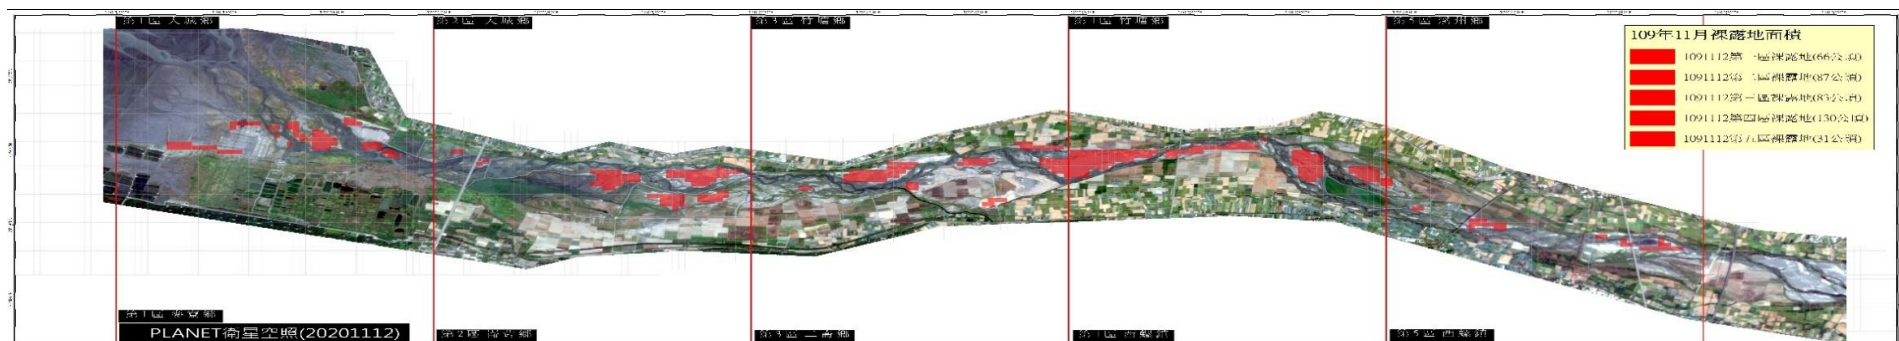 第1區 大城鄉
第2區 大城鄉
第3區 竹塘鄉
第4區 竹塘鄉
第5區 溪州鄉
109年11月裸露地面積
1091112第一區裸露地(66公頃)
1091112第二區裸露地(87公頃)
1091112第三區裸露地(83公頃)
1091112第四區裸露地(130公頃)
1091112第五區裸露地(31公頃)
第1區 麥寮鄉
PLANET衛星空照(20201112)
第2區 崙背鄉
第3區 二崙鄉
第4區 西螺鎮
第5區 西螺鎮